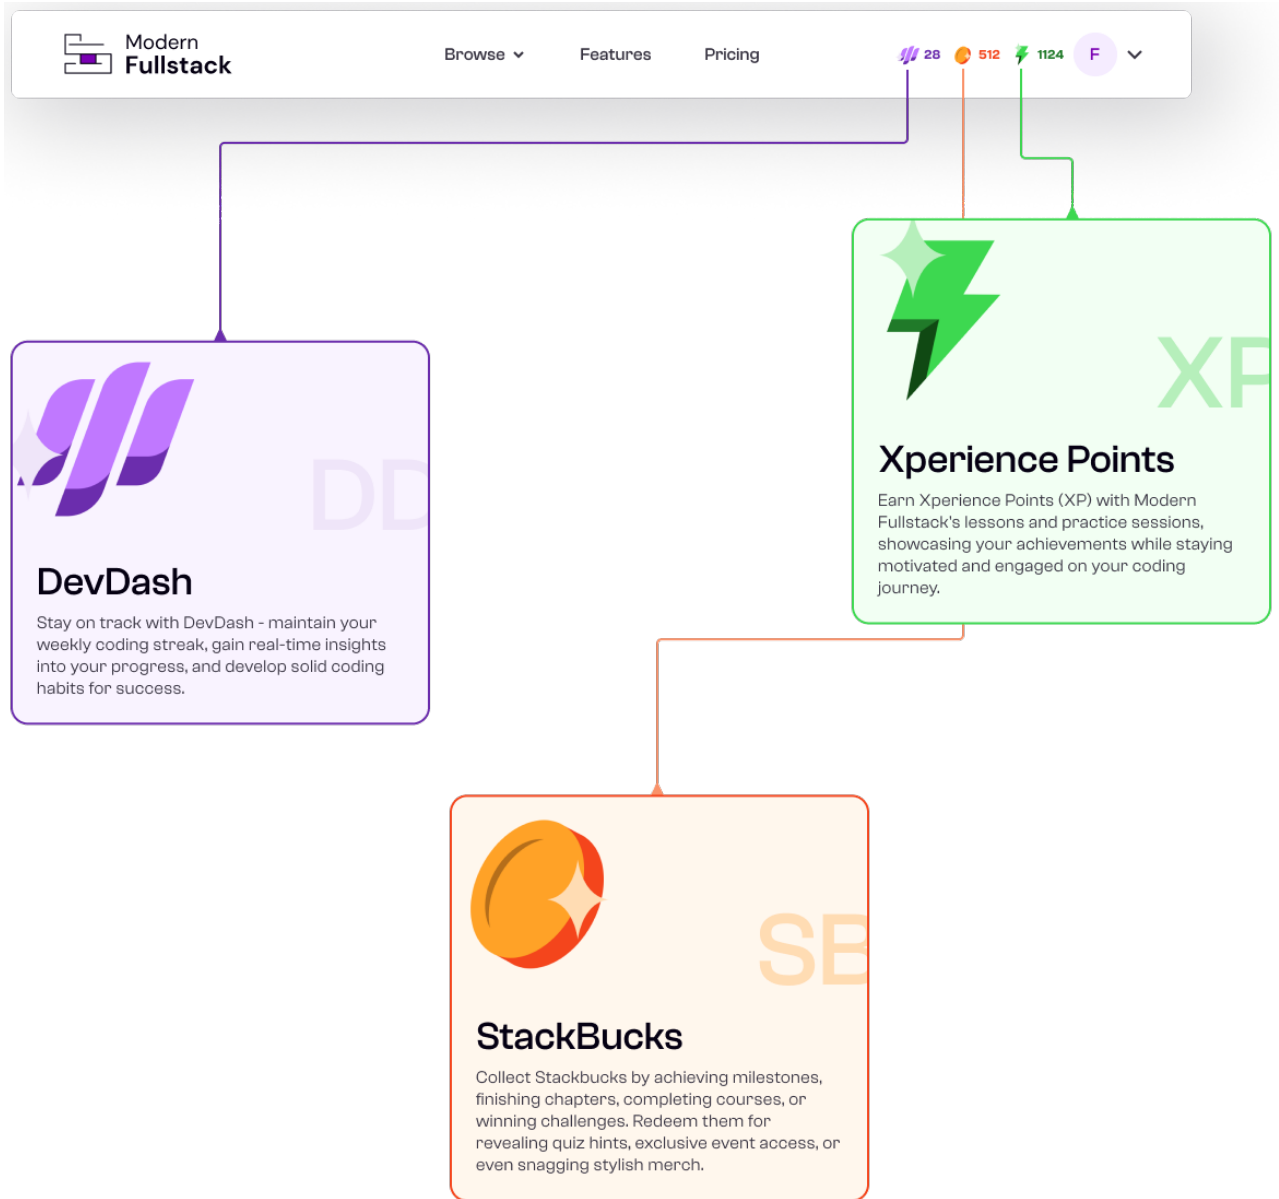 Modern
Fullstack
Browse
Features
Pricing
28
512
1124
F
XP
Xperience Points
Earn Xperience Points (XP) with Modern
Fullstack's lessons and practice sessions,
showcasing your achievements while staying
motivated and engaged on your coding
journey.
DD
DevDash
Stay on track with DevDash - maintain your
weekly coding streak, gain real-time insights
into your progress, and develop solid coding
habits for success.
SB
StackBucks
Collect Stackbucks by achieving milestones,
finishing chapters, completing courses, or
winning challenges. Redeem them for
revealing quiz hints, exclusive event access, or
even snagging stylish merch.